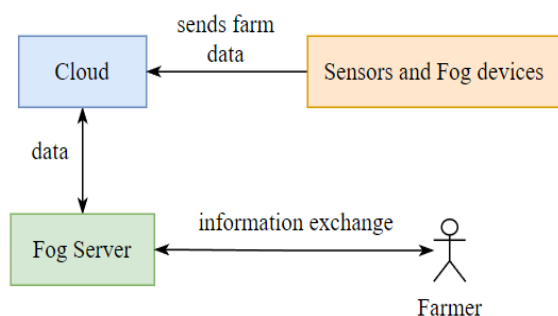 sends farm
data
Cloud
Sensors and Fog devices
data
information exchange
Fog Server
Farmer